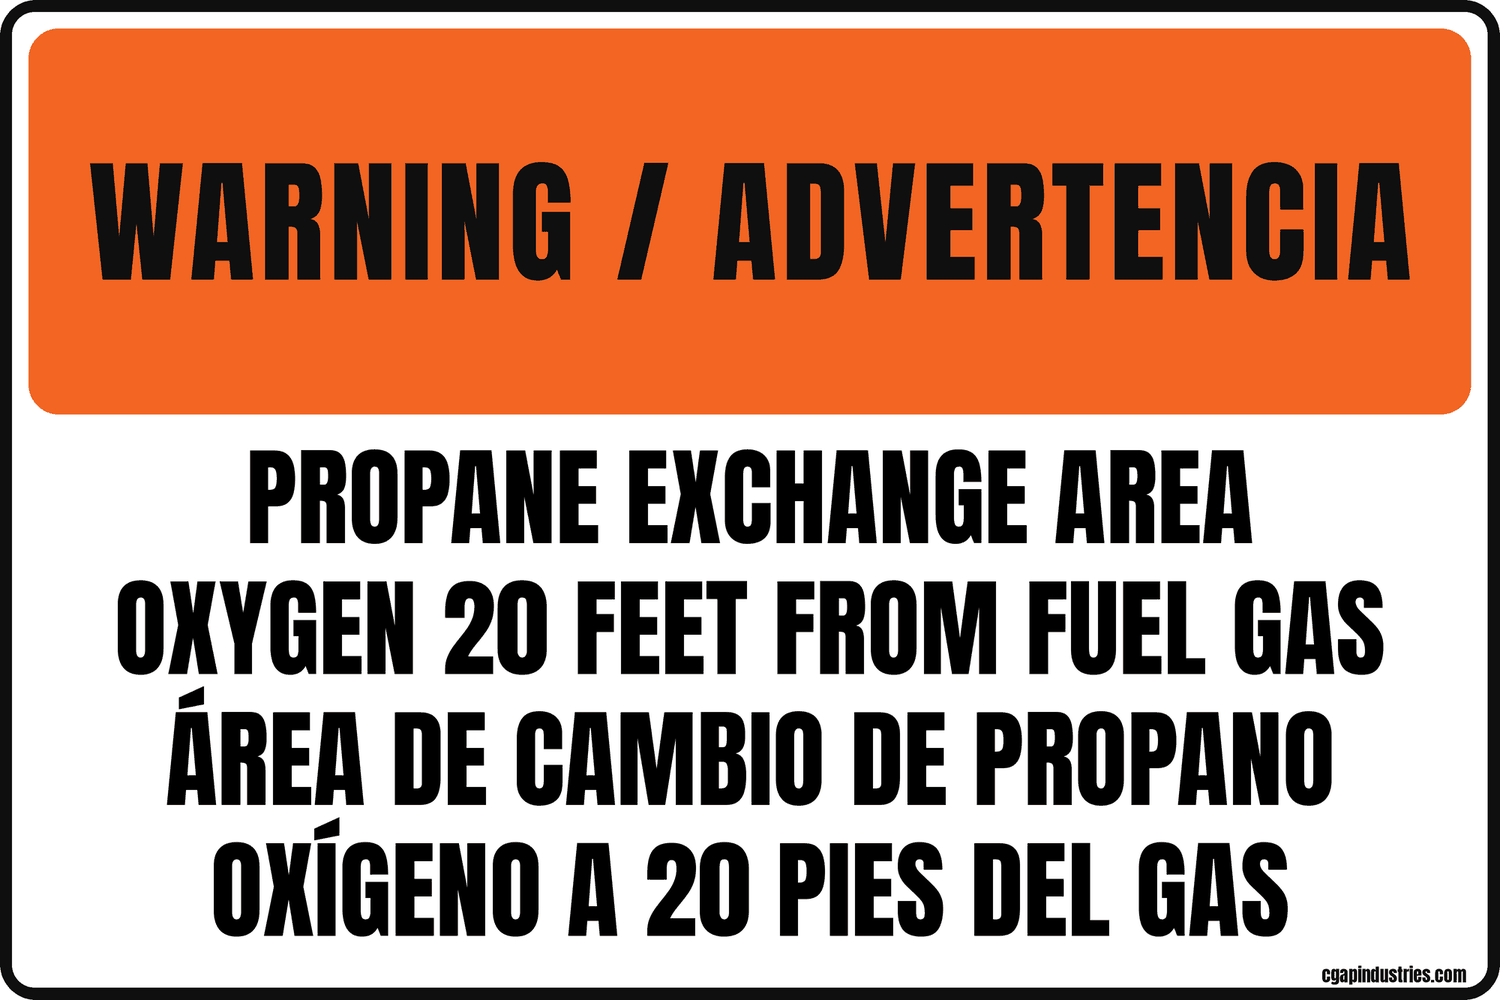 WARNING / ADVERTENCIA
PROPANE EXCHANGE AREA
OXYGEN 20 FEET FROM FUEL GAS
ÁREA DE CAMBIO DE PROPANO
OXÍGENO A 20 PIES DEL GAS
cgapindustries.com